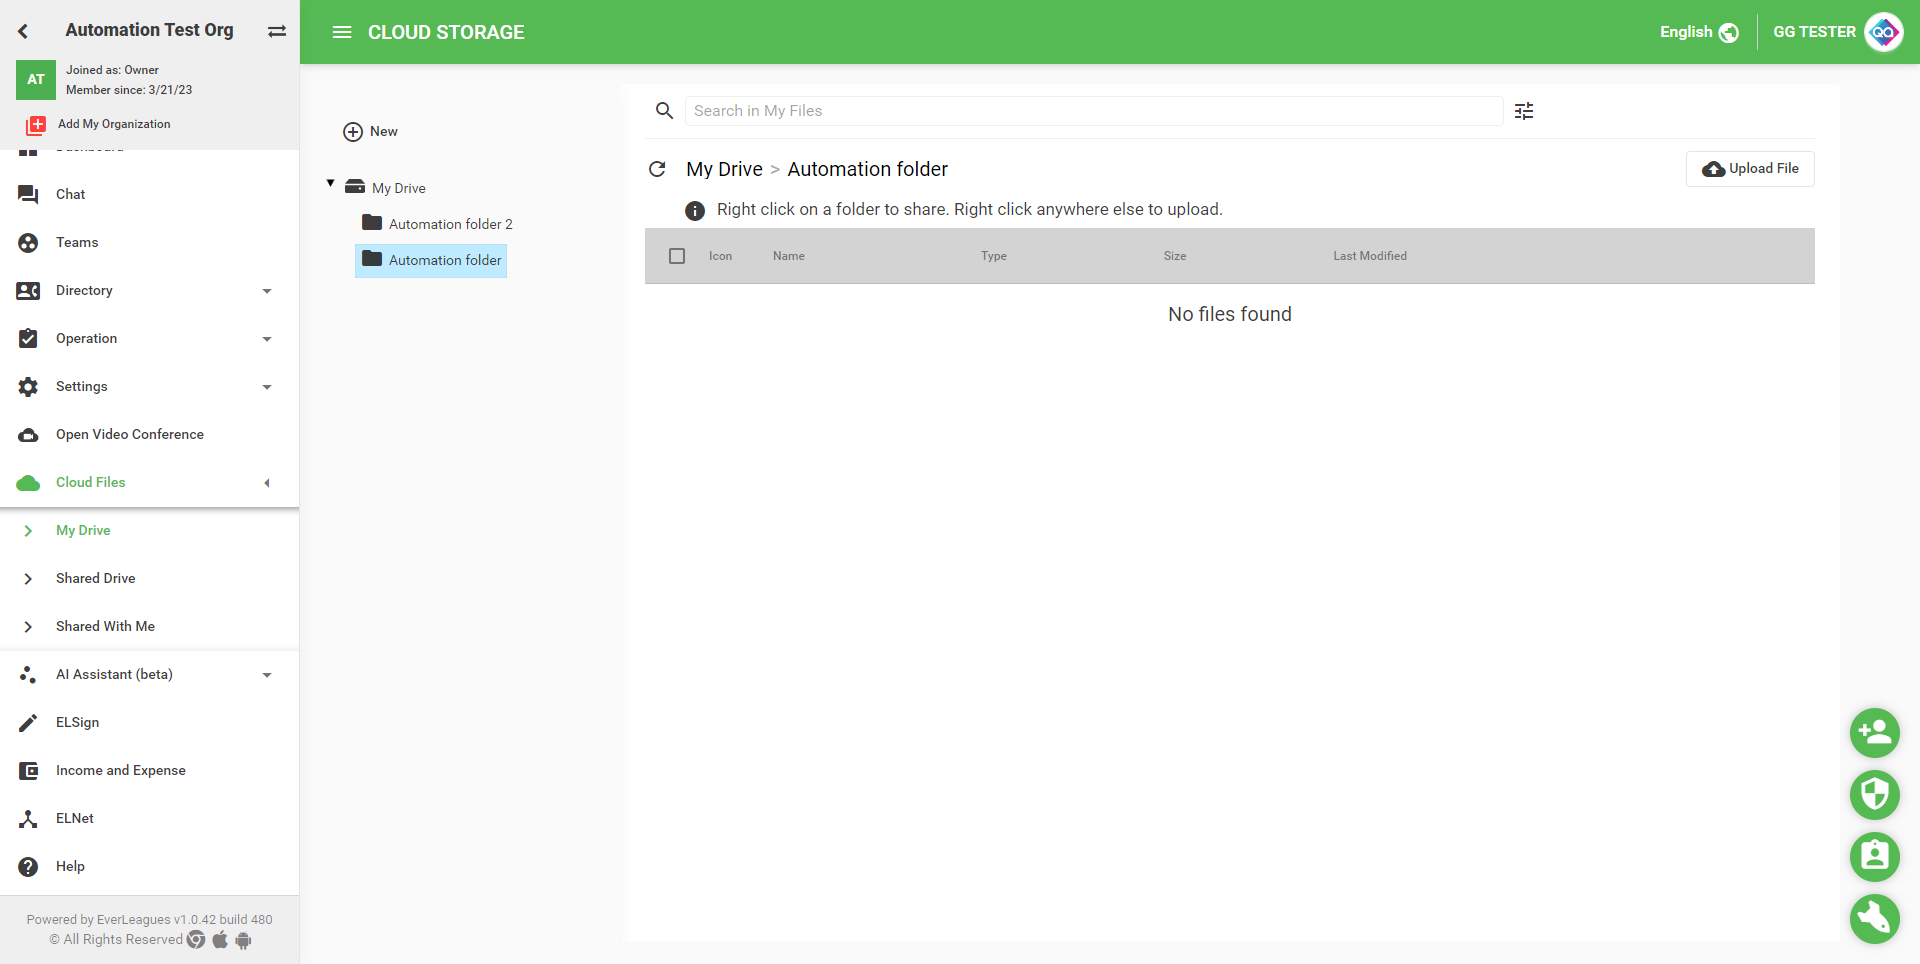 Automation Test Org
AT
Joined as: Owner
Member since: 3/21/23
Add My Organization
Chat
Teams
Directory
Operation
Settings
Open Video Conference
Cloud Files
My Drive
Shared Drive
Shared With Me
AI Assistant (beta)
ELSign
Income and Expense
ELNet
Help
Powered by EverLeagues v1.0.42 build 480
© All Rights Reserved
CLOUD STORAGE
English
GG TESTER
QA
New
My Drive
Automation folder 2
Automation folder
Search in My Files
My Drive > Automation folder
Upload File
Right click on a folder to share. Right click anywhere else to upload.
Icon Name Type Size Last Modified
No files found